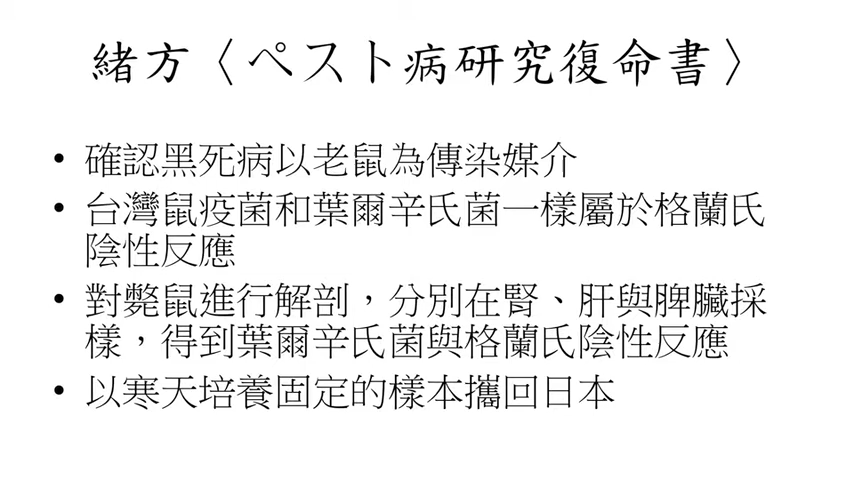 緒方〈ペスト病研究復命書〉
• 確認黑死病以老鼠為傳染媒介
• 台灣鼠疫菌和葉爾辛氏菌一樣屬於格蘭氏
陰性反應
• 對斃鼠進行解剖，分別在腎、肝與脾臟採
樣，得到葉爾辛氏菌與格蘭氏陰性反應
• 以寒天培養固定的樣本攜回日本